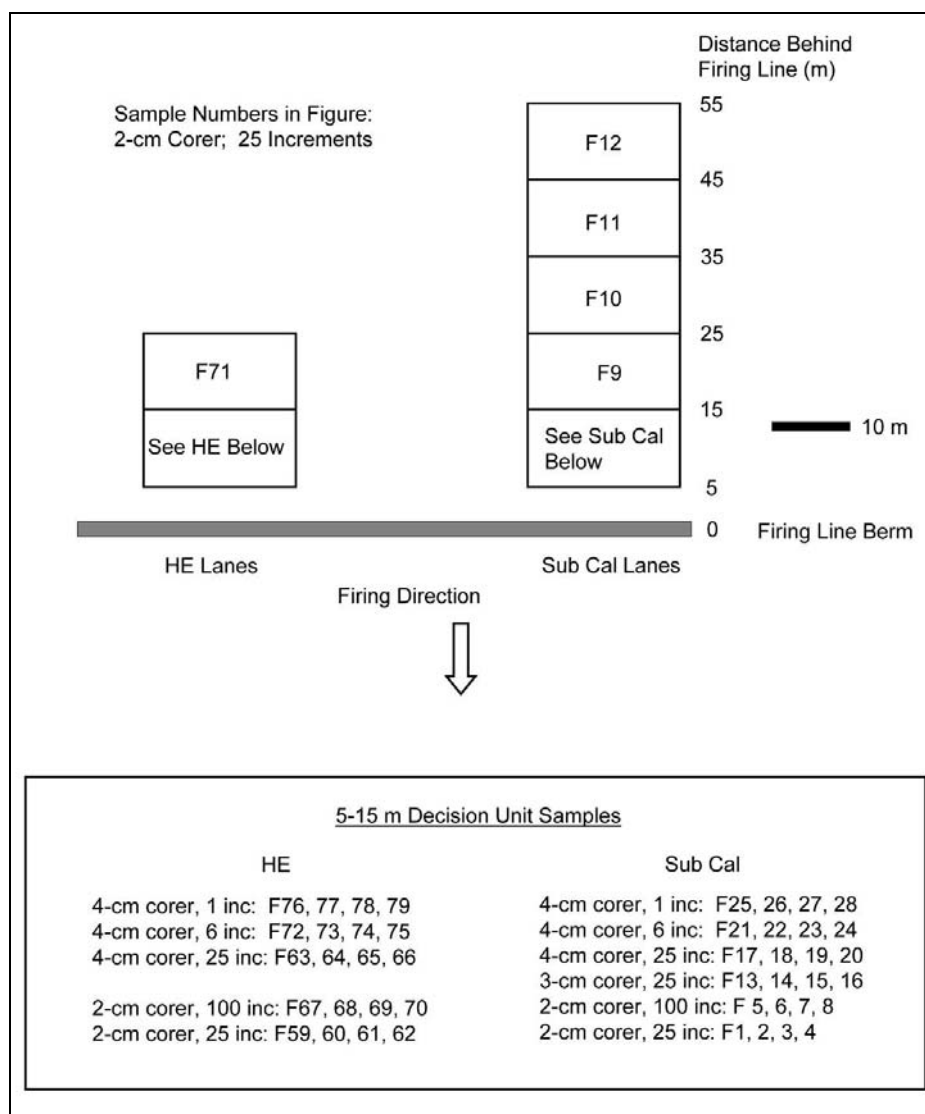 Distance Behind
Firing Line (m)
Sample Numbers in Figure:
2-cm Corer; 25 Increments
55
F12
45
F11
35
F10
25
F71
F9
15
See HE Below
See Sub Cal
Below
10 m
5
0
Firing Line Berm
HE Lanes
Sub Cal Lanes
Firing Direction
5-15 m Decision Unit Samples
HE
4-cm corer, 1 inc: F76, 77, 78, 79
4-cm corer, 6 inc: F72, 73, 74, 75
4-cm corer, 25 inc: F63, 64, 65, 66
2-cm corer, 100 inc: F67, 68, 69, 70
2-cm corer, 25 inc: F59, 60, 61, 62
Sub Cal
4-cm corer, 1 inc: F25, 26, 27, 28
4-cm corer, 6 inc: F21, 22, 23, 24
4-cm corer, 25 inc: F17, 18, 19, 20
3-cm corer, 25 inc: F13, 14, 15, 16
2-cm corer, 100 inc: F 5, 6, 7, 8
2-cm corer, 25 inc: F1, 2, 3, 4